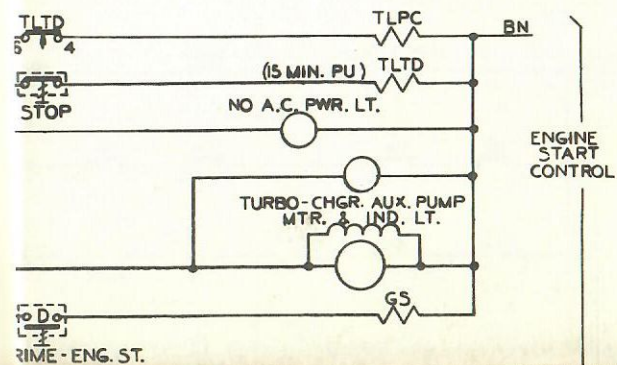 TLTD
TLPC
BN
4
(15 MIN. PU)
TLTD
STOP
NO A.C. PWR. LT.
ENGINE
START
CONTROL
TURBO-CHGR. AUX. PUMP
MTR. & IND. LT.
D
GS
RIME-ENG. ST.